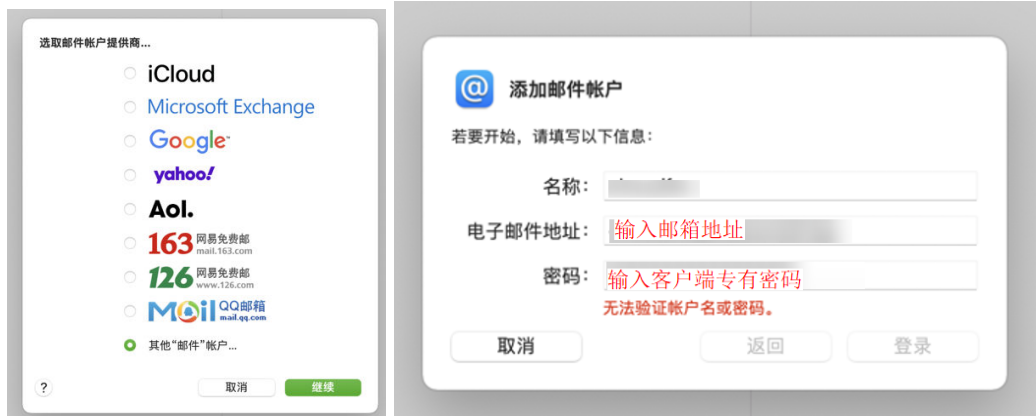 选取邮件帐户提供商...
iCloud
Microsoft Exchange
Google
yahoo!
Aol.
163 网易免费邮
mail.163.com
126 网易免费邮
www.126.com
Mail QQ邮箱
mail.qq.com
其他“邮件”帐户...
?
取消
继续
@
添加邮件帐户
若要开始，请填写以下信息：
名称：
电子邮件地址：
输入邮箱地址
密码：
输入客户端专有密码
无法验证帐户名或密码。
取消
返回
登录